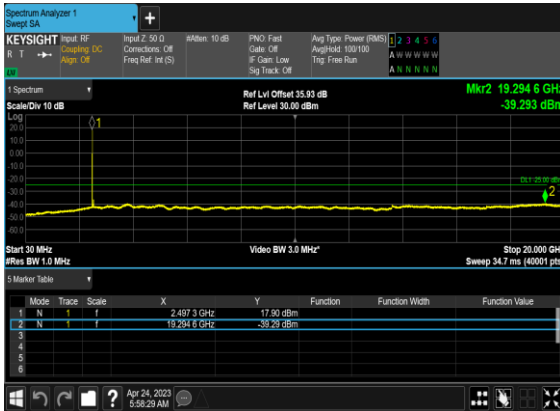 Spectrum Analyzer 1
Swept SA
+
KEYSIGHT Input: RF Input Z: 50 Ω #Atten: 10 dB PNO: Fast Avg Type: Power (RMS) 1 2 3 4 5 6
R T Coupling: DC Corrections: Off Gate: Off Avg|Hold: 100/100 A W W W W W
Align: Off Freq Ref: Int (S) IF Gain: Low Trig: Free Run
Sig Track: Off A N N N N N
1 Spectrum Ref Lvl Offset 35.93 dB Mkr2 19.294 6 GHz
Scale/Div 10 dB Ref Level 30.00 dBm -39.293 dBm
Log
20.0
10.0
0.00
-10.0
-20.0
DL1 -25.00 dBm
-30.0
-40.0
-50.0
-60.0
1
2
Start 30 MHz Video BW 3.0 MHz* Stop 20.000 GHz
#Res BW 1.0 MHz Sweep 34.7 ms (40001 pts)
5 Marker Table
Mode Trace Scale X Y Function Function Width Function Value
1 N 1 f 2.497 3 GHz 17.90 dBm
2 N 1 f 19.294 6 GHz -39.29 dBm
3
4
5
6
? Apr 24, 2023
5:58:29 AM